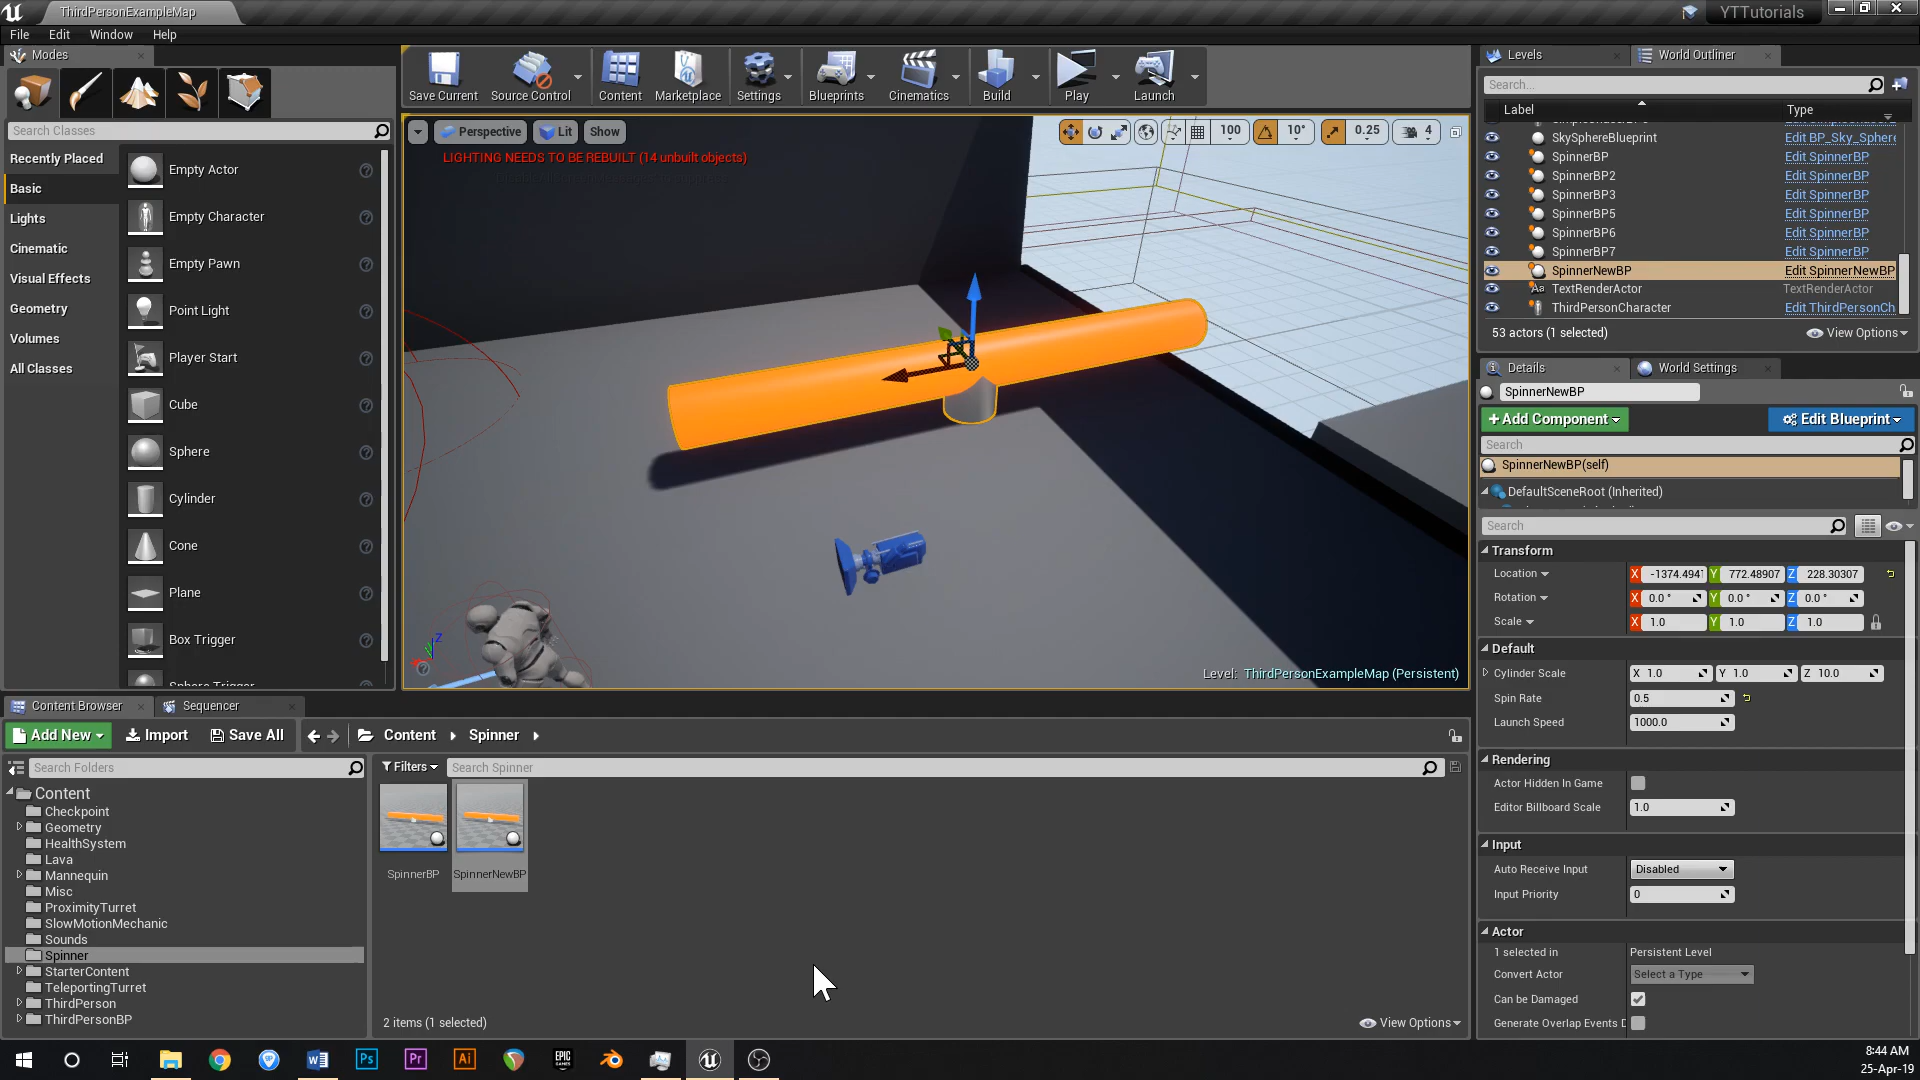 ThirdPersonExampleMap
YTTutorials
File Edit Window Help
Modes
Search Classes
Recently Placed
Basic
Lights
Cinematic
Visual Effects
Geometry
Volumes
All Classes
Empty Actor
Empty Character
Empty Pawn
Point Light
Player Start
Cube
Sphere
Cylinder
Cone
Plane
Box Trigger
Sphere Trigger
Save Current Source Control Content Marketplace Settings Blueprints Cinematics Build Play Launch
Perspective Lit Show
100 10° 0.25 4
LIGHTING NEEDS TO BE REBUILT (14 unbuilt objects)
Z
Level: ThirdPersonExampleMap (Persistent)
Levels World Outliner
Search...
Label Type
SkySphereBlueprint Edit BP_Sky_Sphere
SpinnerBP Edit SpinnerBP
SpinnerBP2 Edit SpinnerBP
SpinnerBP3 Edit SpinnerBP
SpinnerBP5 Edit SpinnerBP
SpinnerBP6 Edit SpinnerBP
SpinnerBP7 Edit SpinnerBP
SpinnerNewBP Edit SpinnerNewBP
Aa TextRenderActor TextRenderActor
ThirdPersonCharacter Edit ThirdPersonCh
53 actors (1 selected) View Options
Details World Settings
SpinnerNewBP
+Add Component Edit Blueprint
Search
SpinnerNewBP(self)
DefaultSceneRoot (Inherited)
Search
Transform
Location X -1374.494 Y 772.48907 Z 228.30307
Rotation X 0.0 ° Y 0.0 ° Z 0.0 °
Scale X 1.0 Y 1.0 Z 1.0
Default
Cylinder Scale X 1.0 Y 1.0 Z 10.0
Spin Rate 0.5
Launch Speed 1000.0
Rendering
Actor Hidden In Game
Editor Billboard Scale 1.0
Input
Auto Receive Input Disabled
Input Priority 0
Actor
1 selected in Persistent Level
Convert Actor Select a Type
Can be Damaged
Generate Overlap Events D
Content Browser Sequencer
Add New Import Save All Content Spinner
Search Folders
Filters Search Spinner
Content
Checkpoint
Geometry
HealthSystem
Lava
Mannequin
Misc
ProximityTurret
SlowMotionMechanic
Sounds
Spinner
StarterContent
TeleportingTurret
ThirdPerson
ThirdPersonBP
SpinnerBP SpinnerNewBP
2 items (1 selected) View Options
Ps Pr Ai EPIC GAMES
8:44 AM
25-Apr-19